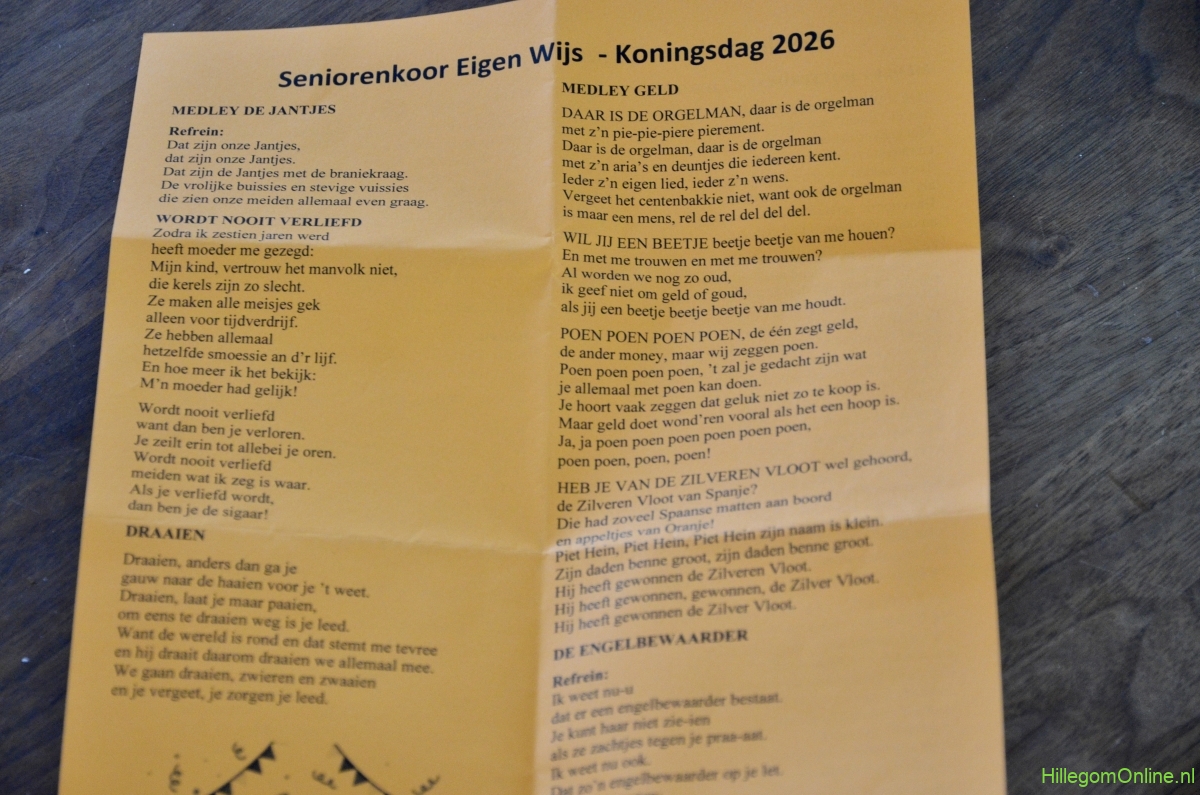 Seniorenkoor Eigen Wijs - Koningsdag 2026
MEDLEY DE JANTJES
Refrein:
Dat zijn onze Jantjes,
dat zijn onze Jantjes.
Dat zijn de Jantjes met de braniekraag.
De vrolijke buissies en stevige vuissies
die zien onze meiden allemaal even graag.
WORDT NOOIT VERLIEFD
Zodra ik zestien jaren werd
heeft moeder me gezegd:
Mijn kind, vertrouw het manvolk niet,
die kerels zijn zo slecht.
Ze maken alle meisjes gek
alleen voor tijdverdrijf.
Ze hebben allemaal
hetzelfde smoessie an d'r lijf.
En hoe meer ik het bekijk:
M'n moeder had gelijk!
Wordt nooit verliefd
want dan ben je verloren.
Je zeilt erin tot allebei je oren.
Wordt nooit verliefd
meiden wat ik zeg is waar.
Als je verliefd wordt,
dan ben je de sigaar!
DRAAIEN
Draaien, anders dan ga je
gauw naar de haaien voor je 't weet.
Draaien, laat je maar paaien,
om eens te draaien weg is je leed.
Want de wereld is rond en dat stemt me tevree
en hij draait daarom draaien we allemaal mee.
We gaan draaien, zwieren en zwaaien
en je vergeet, je zorgen je leed.
MEDLEY GELD
DAAR IS DE ORGELMAN, daar is de orgelman
met z'n pie-pie-piere pierement.
Daar is de orgelman, daar is de orgelman
met z'n aria's en deuntjes die iedereen kent.
Ieder z'n eigen lied, ieder z'n wens.
Vergeet het centenbakkie niet, want ook de orgelman
is maar een mens, rel de rel del del del.
WIL JIJ EEN BEETJE beetje beetje van me houen?
En met me trouwen en met me trouwen?
Al worden we nog zo oud,
ik geef niet om geld of goud,
als jij een beetje beetje beetje van me houdt.
POEN POEN POEN POEN, de één zegt geld,
de ander money, maar wij zeggen poen.
Poen poen poen poen, 't zal je gedacht zijn wat
je allemaal met poen kan doen.
Je hoort vaak zeggen dat geluk niet zo te koop is.
Maar geld doet wond'ren vooral als het een hoop is.
Ja, ja poen poen poen poen poen poen,
poen poen, poen, poen!
HEB JE VAN DE ZILVEREN VLOOT wel gehoord,
de Zilveren Vloot van Spanje?
Die had zoveel Spaanse matten aan boord
en appeltjes van Oranje!
Piet Hein, Piet Hein, Piet Hein zijn naam is klein.
Zijn daden benne groot, zijn daden benne groot.
Hij heeft gewonnen de Zilveren Vloot.
Hij heeft gewonnen, gewonnen, de Zilver Vloot.
Hij heeft gewonnen de Zilver Vloot.
DE ENGELBEWAARDER
Refrein:
Ik weet nu-u
dat er een engelbewaarder bestaat.
Je kunt haar niet zie-ien
als ze zachtjes tegen je praa-aat.
Ik weet nu ook.
Dat zo'n engelbewaarder op je let.
HillegomOnline.nl